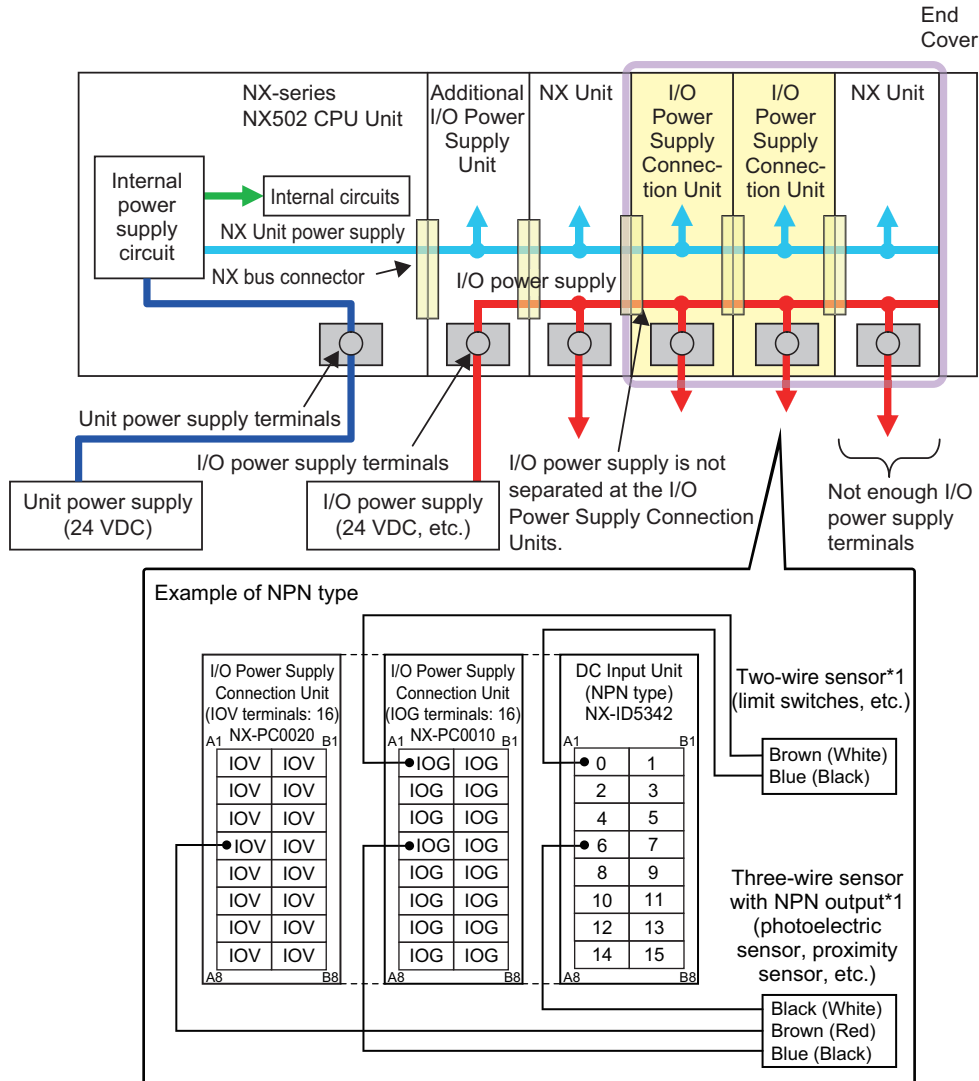 End
Cover
NX-series
NX502 CPU Unit
Additional
I/O Power
Supply
Unit
NX Unit
I/O
Power
Supply
Connec-
tion Unit
I/O
Power
Supply
Connec-
tion Unit
NX Unit
Internal
power
supply
circuit
Internal circuits
NX Unit power supply
NX bus connector
I/O power supply
Unit power supply terminals
I/O power supply terminals
I/O power supply is not
separated at the I/O
Power Supply Connection
Units.
Not enough I/O
power supply
terminals
Unit power supply
(24 VDC)
I/O power supply
(24 VDC, etc.)
Example of NPN type
I/O Power Supply
Connection Unit
(IOV terminals: 16)
NX-PC0020
A1 B1
IOV IOV
IOV IOV
IOV IOV
IOV IOV
IOV IOV
IOV IOV
IOV IOV
IOV IOV
A8 B8
I/O Power Supply
Connection Unit
(IOG terminals: 16)
NX-PC0010
A1 B1
IOG IOG
IOG IOG
IOG IOG
IOG IOG
IOG IOG
IOG IOG
IOG IOG
IOG IOG
A8 B8
DC Input Unit
(NPN type)
NX-ID5342
A1 B1
0 1
2 3
4 5
6 7
8 9
10 11
12 13
14 15
A8 B8
Two-wire sensor*1
(limit switches, etc.)
Brown (White)
Blue (Black)
Three-wire sensor
with NPN output*1
(photoelectric
sensor, proximity
sensor, etc.)
Black (White)
Brown (Red)
Blue (Black)